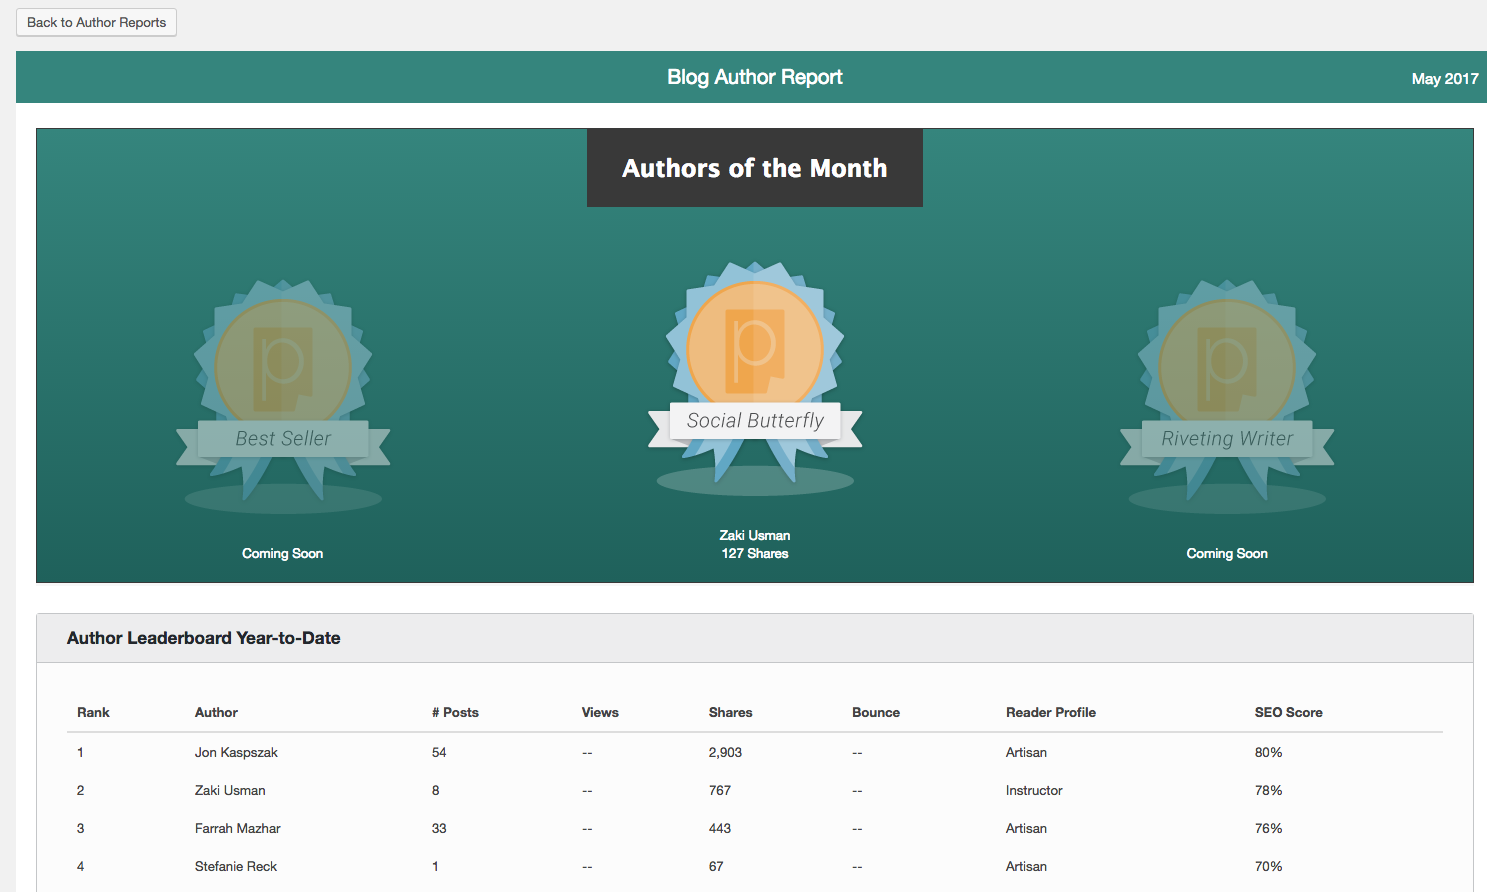 Back to Author Reports
Blog Author Report
May 2017
Authors of the Month
Best Seller
Coming Soon
Social Butterfly
Zaki Usman
127 Shares
Riveting Writer
Coming Soon
Author Leaderboard Year-to-Date
Rank Author # Posts Views Shares Bounce Reader Profile SEO Score
1 Jon Kaspszak 54 -- 2,903 -- Artisan 80%
2 Zaki Usman 8 -- 767 -- Instructor 78%
3 Farrah Mazhar 33 -- 443 -- Artisan 76%
4 Stefanie Reck 1 -- 67 -- Artisan 70%